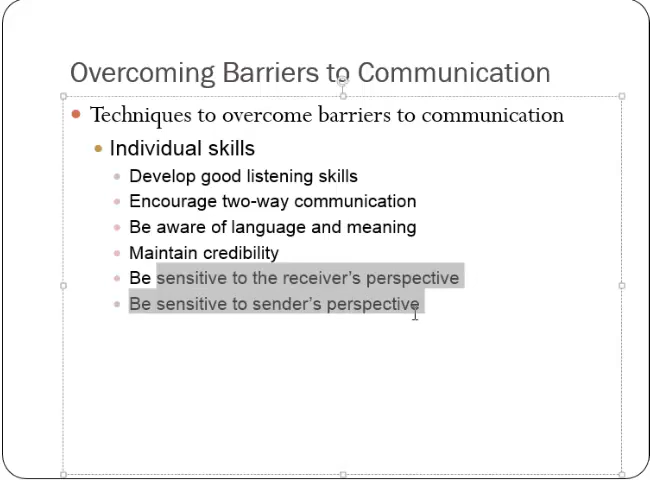 Overcoming Barriers to Communication
Techniques to overcome barriers to communication
Individual skills
Develop good listening skills
Encourage two-way communication
Be aware of language and meaning
Maintain credibility
Be sensitive to the receiver's perspective
Be sensitive to sender's perspective